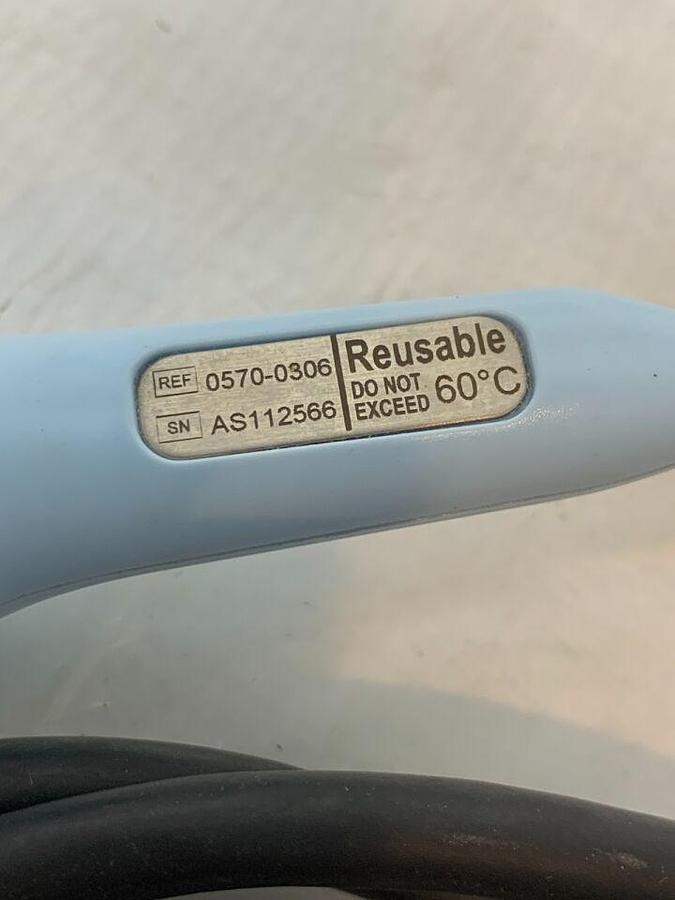 REF 0570-0306
SN AS112566
Reusable
DO NOT
EXCEED 60°C